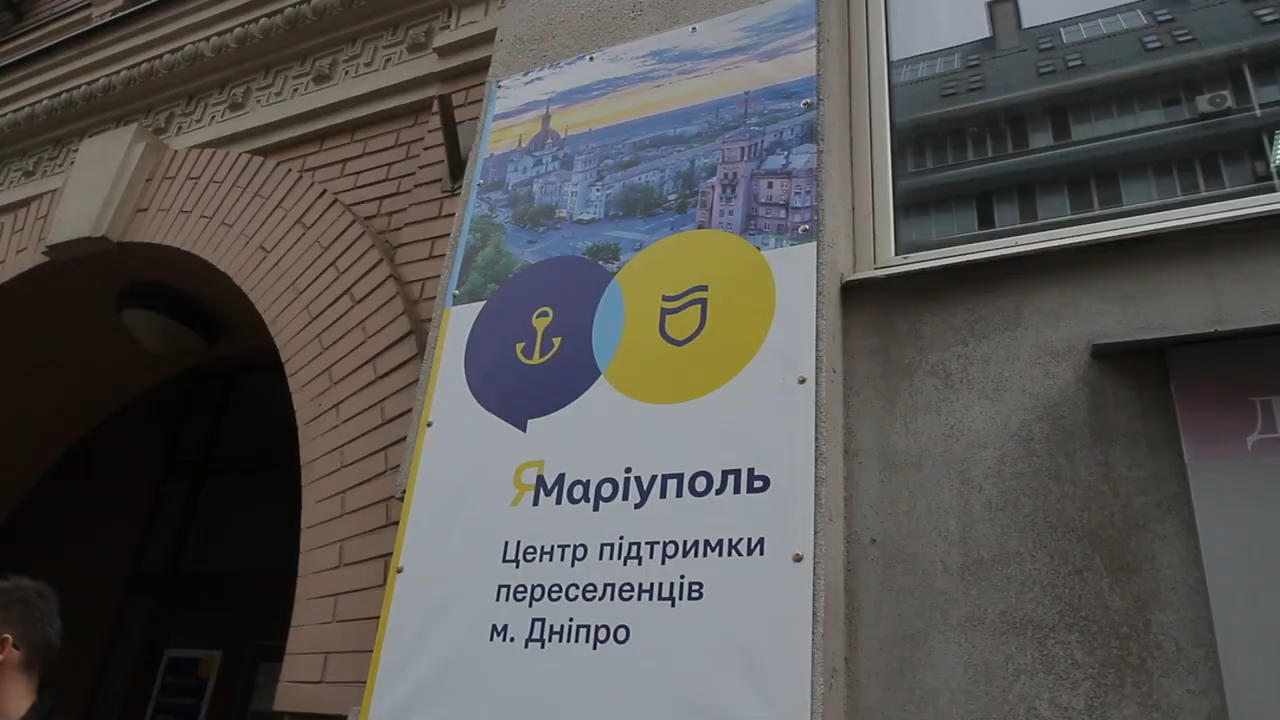 ЯМаріуполь
Центр підтримки
переселенців
м. Дніпро